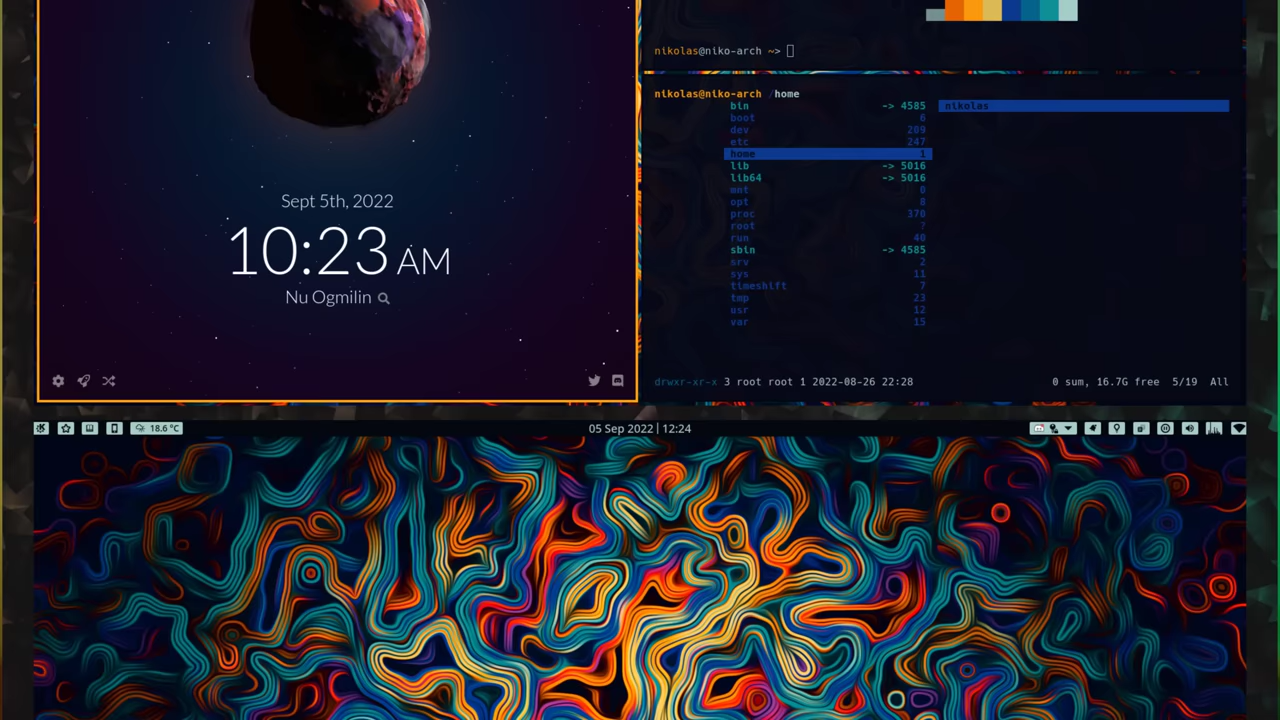 Sept 5th, 2022
10:23 AM
Nu Ogmilin
nikolas@niko-arch ~>
nikolas@niko-arch /home
bin -> 4585 nikolas
boot 6
dev 209
etc 247
home 1
lib -> 5016
lib64 -> 5016
mnt 0
opt 8
proc 370
root ?
run 40
sbin -> 4585
srv 2
sys 11
timeshift 7
tmp 23
usr 12
var 15
drwxr-xr-x 3 root root 1 2022-08-26 22:28 0 sum, 16.7G free 5/19 All
18.6 °C 05 Sep 2022 | 12:24